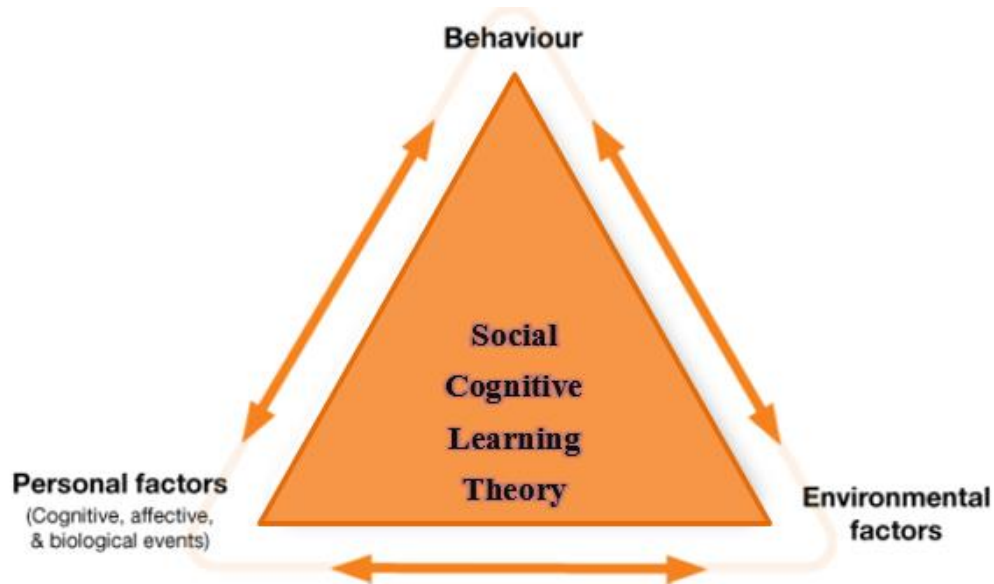 Behaviour
Social
Cognitive
Learning
Theory
Personal factors
(Cognitive, affective,
& biological events)
Environmental
factors